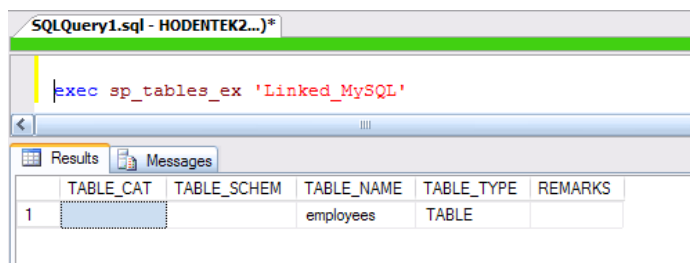 SQLQuery1.sql - HODENTEK2...)*
exec sp_tables_ex 'Linked_MySQL'
Results Messages
TABLE_CAT TABLE_SCHEM TABLE_NAME TABLE_TYPE REMARKS
1 employees TABLE